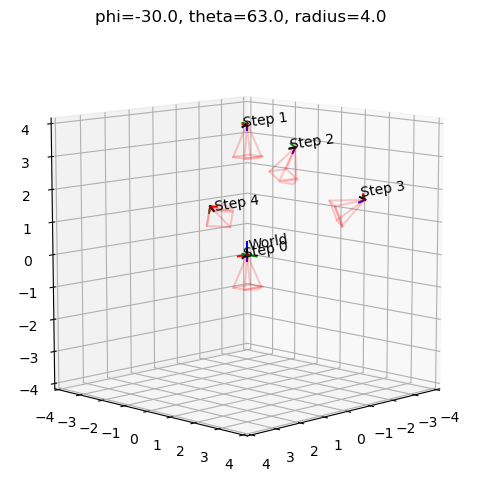 phi=-30.0, theta=63.0, radius=4.0
Step 1
Step 2
Step 3
Step 4
World
Step 0
4
3
2
1
0
−1
−2
−3
−4
−4 −3 −2 −1 0 1 2 3 4
4 3 2 1 0 −1 −2 −3 −4